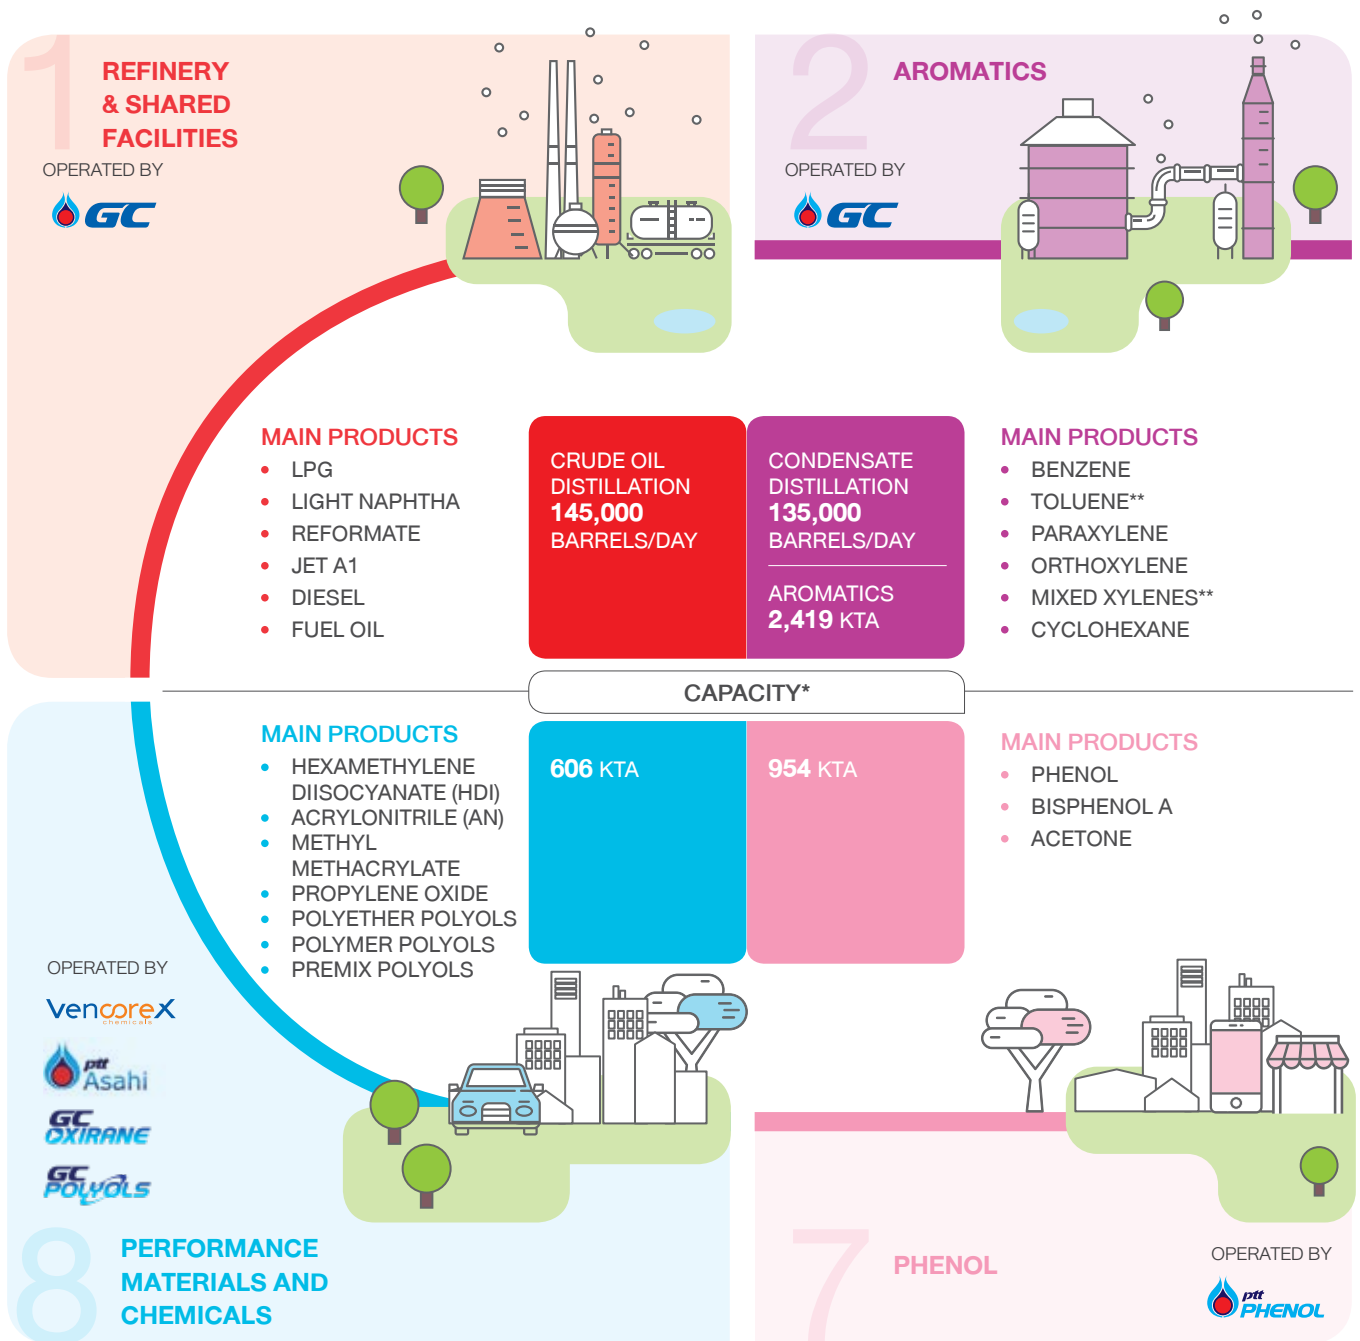 1
REFINERY
& SHARED
FACILITIES
OPERATED BY
GC
2
AROMATICS
OPERATED BY
GC
MAIN PRODUCTS
• LPG
• LIGHT NAPHTHA
• REFORMATE
• JET A1
• DIESEL
• FUEL OIL
CRUDE OIL
DISTILLATION
145,000
BARRELS/DAY
CONDENSATE
DISTILLATION
135,000
BARRELS/DAY
AROMATICS
2,419 KTA
MAIN PRODUCTS
• BENZENE
• TOLUENE**
• PARAXYLENE
• ORTHOXYLENE
• MIXED XYLENES**
• CYCLOHEXANE
CAPACITY*
MAIN PRODUCTS
• HEXAMETHYLENE
DIISOCYANATE (HDI)
• ACRYLONITRILE (AN)
• METHYL
METHACRYLATE
• PROPYLENE OXIDE
• POLYETHER POLYOLS
• POLYMER POLYOLS
• PREMIX POLYOLS
606 KTA
954 KTA
MAIN PRODUCTS
• PHENOL
• BISPHENOL A
• ACETONE
OPERATED BY
vencorex
chemicals
ptt
Asahi
GC
OXIRANE
GC
POLYOLS
8
PERFORMANCE
MATERIALS AND
CHEMICALS
7
PHENOL
OPERATED BY
ptt
PHENOL